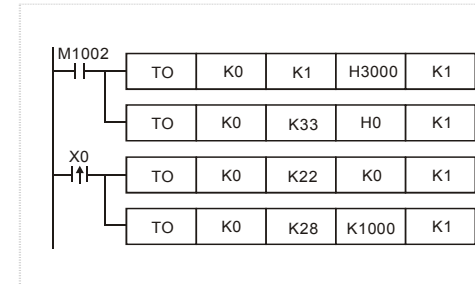 M1002
TO K0 K1 H3000 K1
TO K0 K33 H0 K1
X0
TO K0 K22 K0 K1
TO K0 K28 K1000 K1